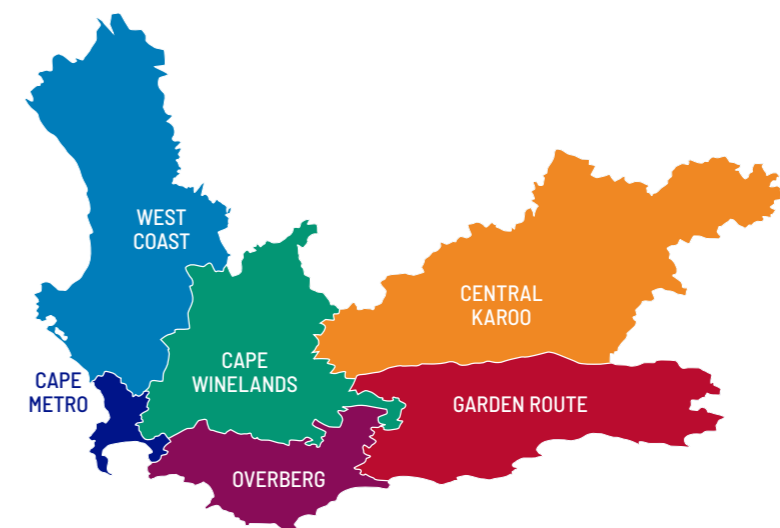 WEST
COAST
CENTRAL
KAROO
CAPE
WINELANDS
CAPE
METRO
GARDEN ROUTE
OVERBERG